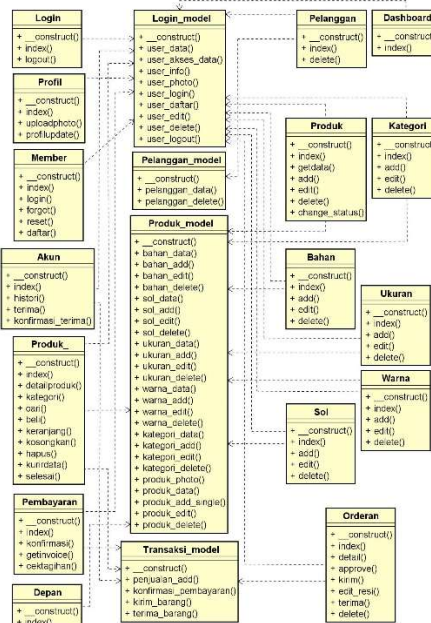 Login
+ __construct()
+ index()
+ logout()
Profil
+ __construct()
+ index()
+ uploadphoto()
+ profilupdate()
Member
+ __construct()
+ index()
+ login()
+ forgot()
+ reset()
+ daftar()
Akun
+ __construct()
+ index()
+ histori()
+ terima()
+ konfirmasi_terima()
Produk_
+ __construct()
+ index()
+ detailproduk()
+ kategori()
+ cari()
+ beli()
+ keranjang()
+ kosongkan()
+ hapus()
+ kurirdata()
+ selesai()
Pembayaran
+ __construct()
+ index()
+ konfirmasi()
+ getinvoice()
+ cektagihan()
Depan
+ __construct()
+ index()
Login_model
+ __construct()
+ user_data()
+ user_akses_data()
+ user_info()
+ user_photo()
+ user_login()
+ user_daftar()
+ user_edit()
+ user_delete()
+ user_logout()
Pelanggan_model
+ __construct()
+ pelanggan_data()
+ pelanggan_delete()
Produk_model
+ __construct()
+ bahan_data()
+ bahan_add()
+ bahan_edit()
+ bahan_delete()
+ sol_data()
+ sol_add()
+ sol_edit()
+ sol_delete()
+ ukuran_data()
+ ukuran_add()
+ ukuran_edit()
+ ukuran_delete()
+ warna_data()
+ warna_add()
+ warna_edit()
+ warna_delete()
+ kategori_data()
+ kategori_add()
+ kategori_edit()
+ kategori_delete()
+ produk_photo()
+ produk_data()
+ produk_add_single()
+ produk_edit()
+ produk_delete()
Transaksi_model
+ __construct()
+ penjualan_add()
+ konfirmasi_pembayaran()
+ kirim_barang()
+ terima_barang()
Pelanggan
+ __construct()
+ index()
+ delete()
Dashboard
+ __construct()
+ index()
Produk
+ __construct()
+ index()
+ getdata()
+ add()
+ edit()
+ delete()
+ change_status()
Kategori
+ __construct()
+ index()
+ add()
+ edit()
+ delete()
Bahan
+ __construct()
+ index()
+ add()
+ edit()
+ delete()
Ukuran
+ __construct()
+ index()
+ add()
+ edit()
+ delete()
Warna
+ __construct()
+ index()
+ add()
+ edit()
+ delete()
Sol
+ __construct()
+ index()
+ add()
+ edit()
+ delete()
Orderan
+ __construct()
+ index()
+ detail()
+ approve()
+ kirim()
+ edit_resi()
+ terima()
+ delete()